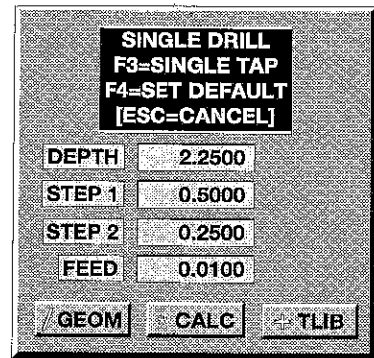 SINGLE DRILL
F3=SINGLE TAP
F4=SET DEFAULT
[ESC=CANCEL]
DEPTH 2.2500
STEP 1 0.5000
STEP 2 0.2500
FEED 0.0100
/ GEOM - CALC + TLIB